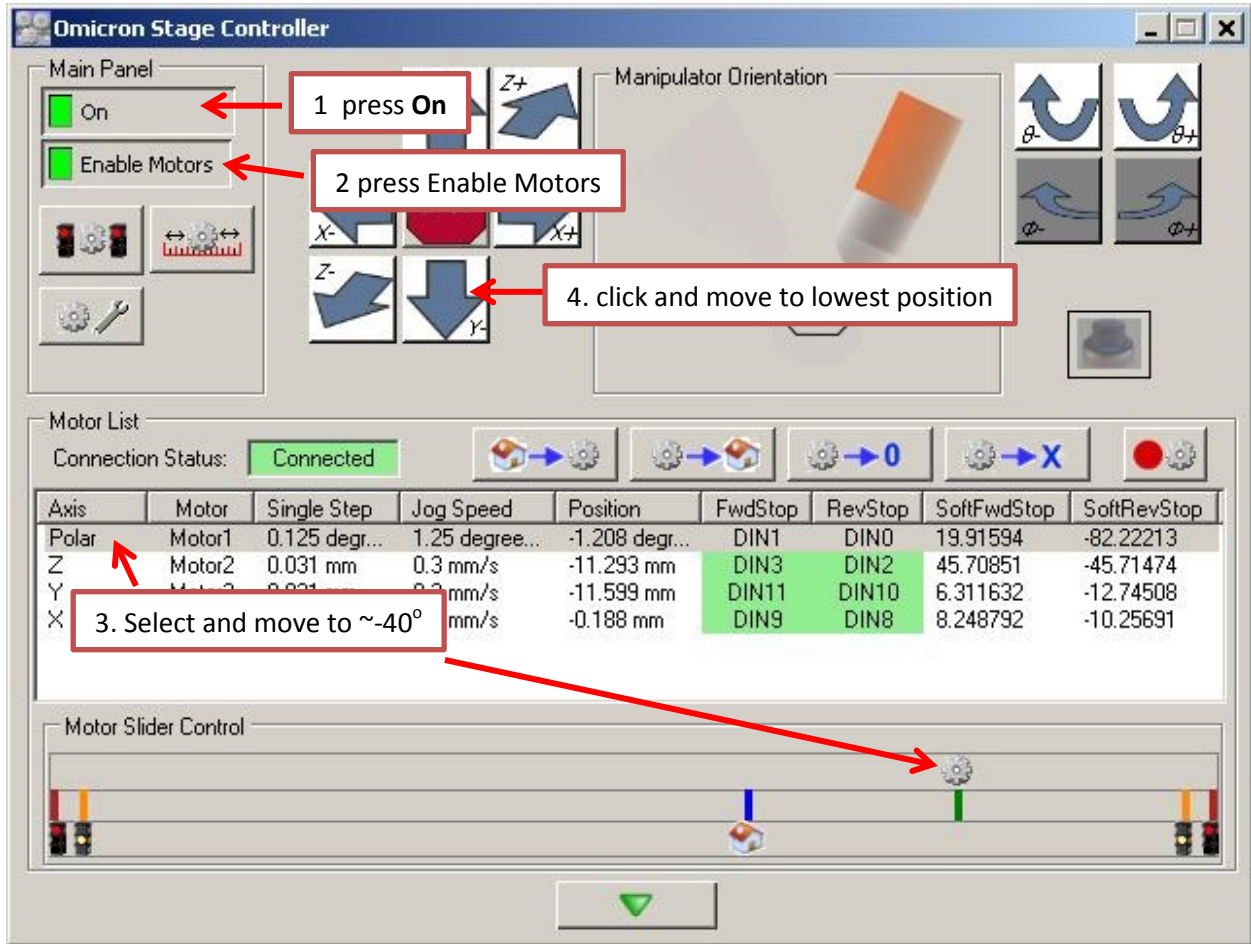 Omicron Stage Controller
Main Panel
On
Enable Motors
1 press On
2 press Enable Motors
Z+
X-
X+
Z-
Y-
4. click and move to lowest position
Manipulator Orientation
θ-
θ+
Φ-
Φ+
Motor List
Connection Status: Connected
0
X
Axis Motor Single Step Jog Speed Position FwdStop RevStop SoftFwdStop SoftRevStop
Polar Motor1 0.125 degr... 1.25 degree... -1.208 degr... DIN1 DIN0 19.91594 -82.22213
Z Motor2 0.031 mm 0.3 mm/s -11.293 mm DIN3 DIN2 45.70851 -45.71474
Y mm/s -11.599 mm DIN11 DIN10 6.311632 -12.74508
X mm/s -0.188 mm DIN9 DIN8 8.248792 -10.25691
3. Select and move to ~-40°
Motor Slider Control